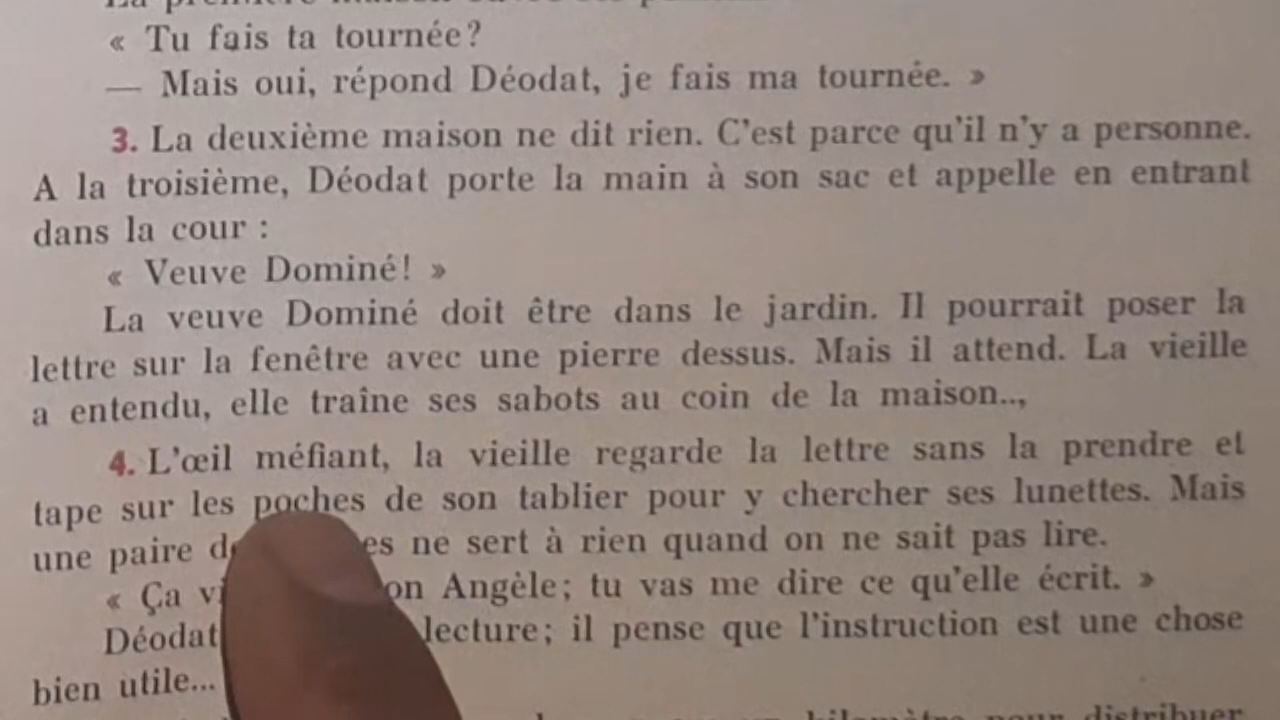 « Tu fais ta tournée?
— Mais oui, répond Déodat, je fais ma tournée. »
3. La deuxième maison ne dit rien. C'est parce qu'il n'y a personne.
A la troisième, Déodat porte la main à son sac et appelle en entrant
dans la cour :
« Veuve Dominé! »
La veuve Dominé doit être dans le jardin. Il pourrait poser la
lettre sur la fenêtre avec une pierre dessus. Mais il attend. La vieille
a entendu, elle traîne ses sabots au coin de la maison..,
4. L'œil méfiant, la vieille regarde la lettre sans la prendre et
tape sur les poches de son tablier pour y chercher ses lunettes. Mais
une paire es ne sert à rien quand on ne sait pas lire.
« Ça on Angèle; tu vas me dire ce qu'elle écrit. »
Déodat lecture; il pense que l'instruction est une chose
bien utile...
kilomètre pour distribuer